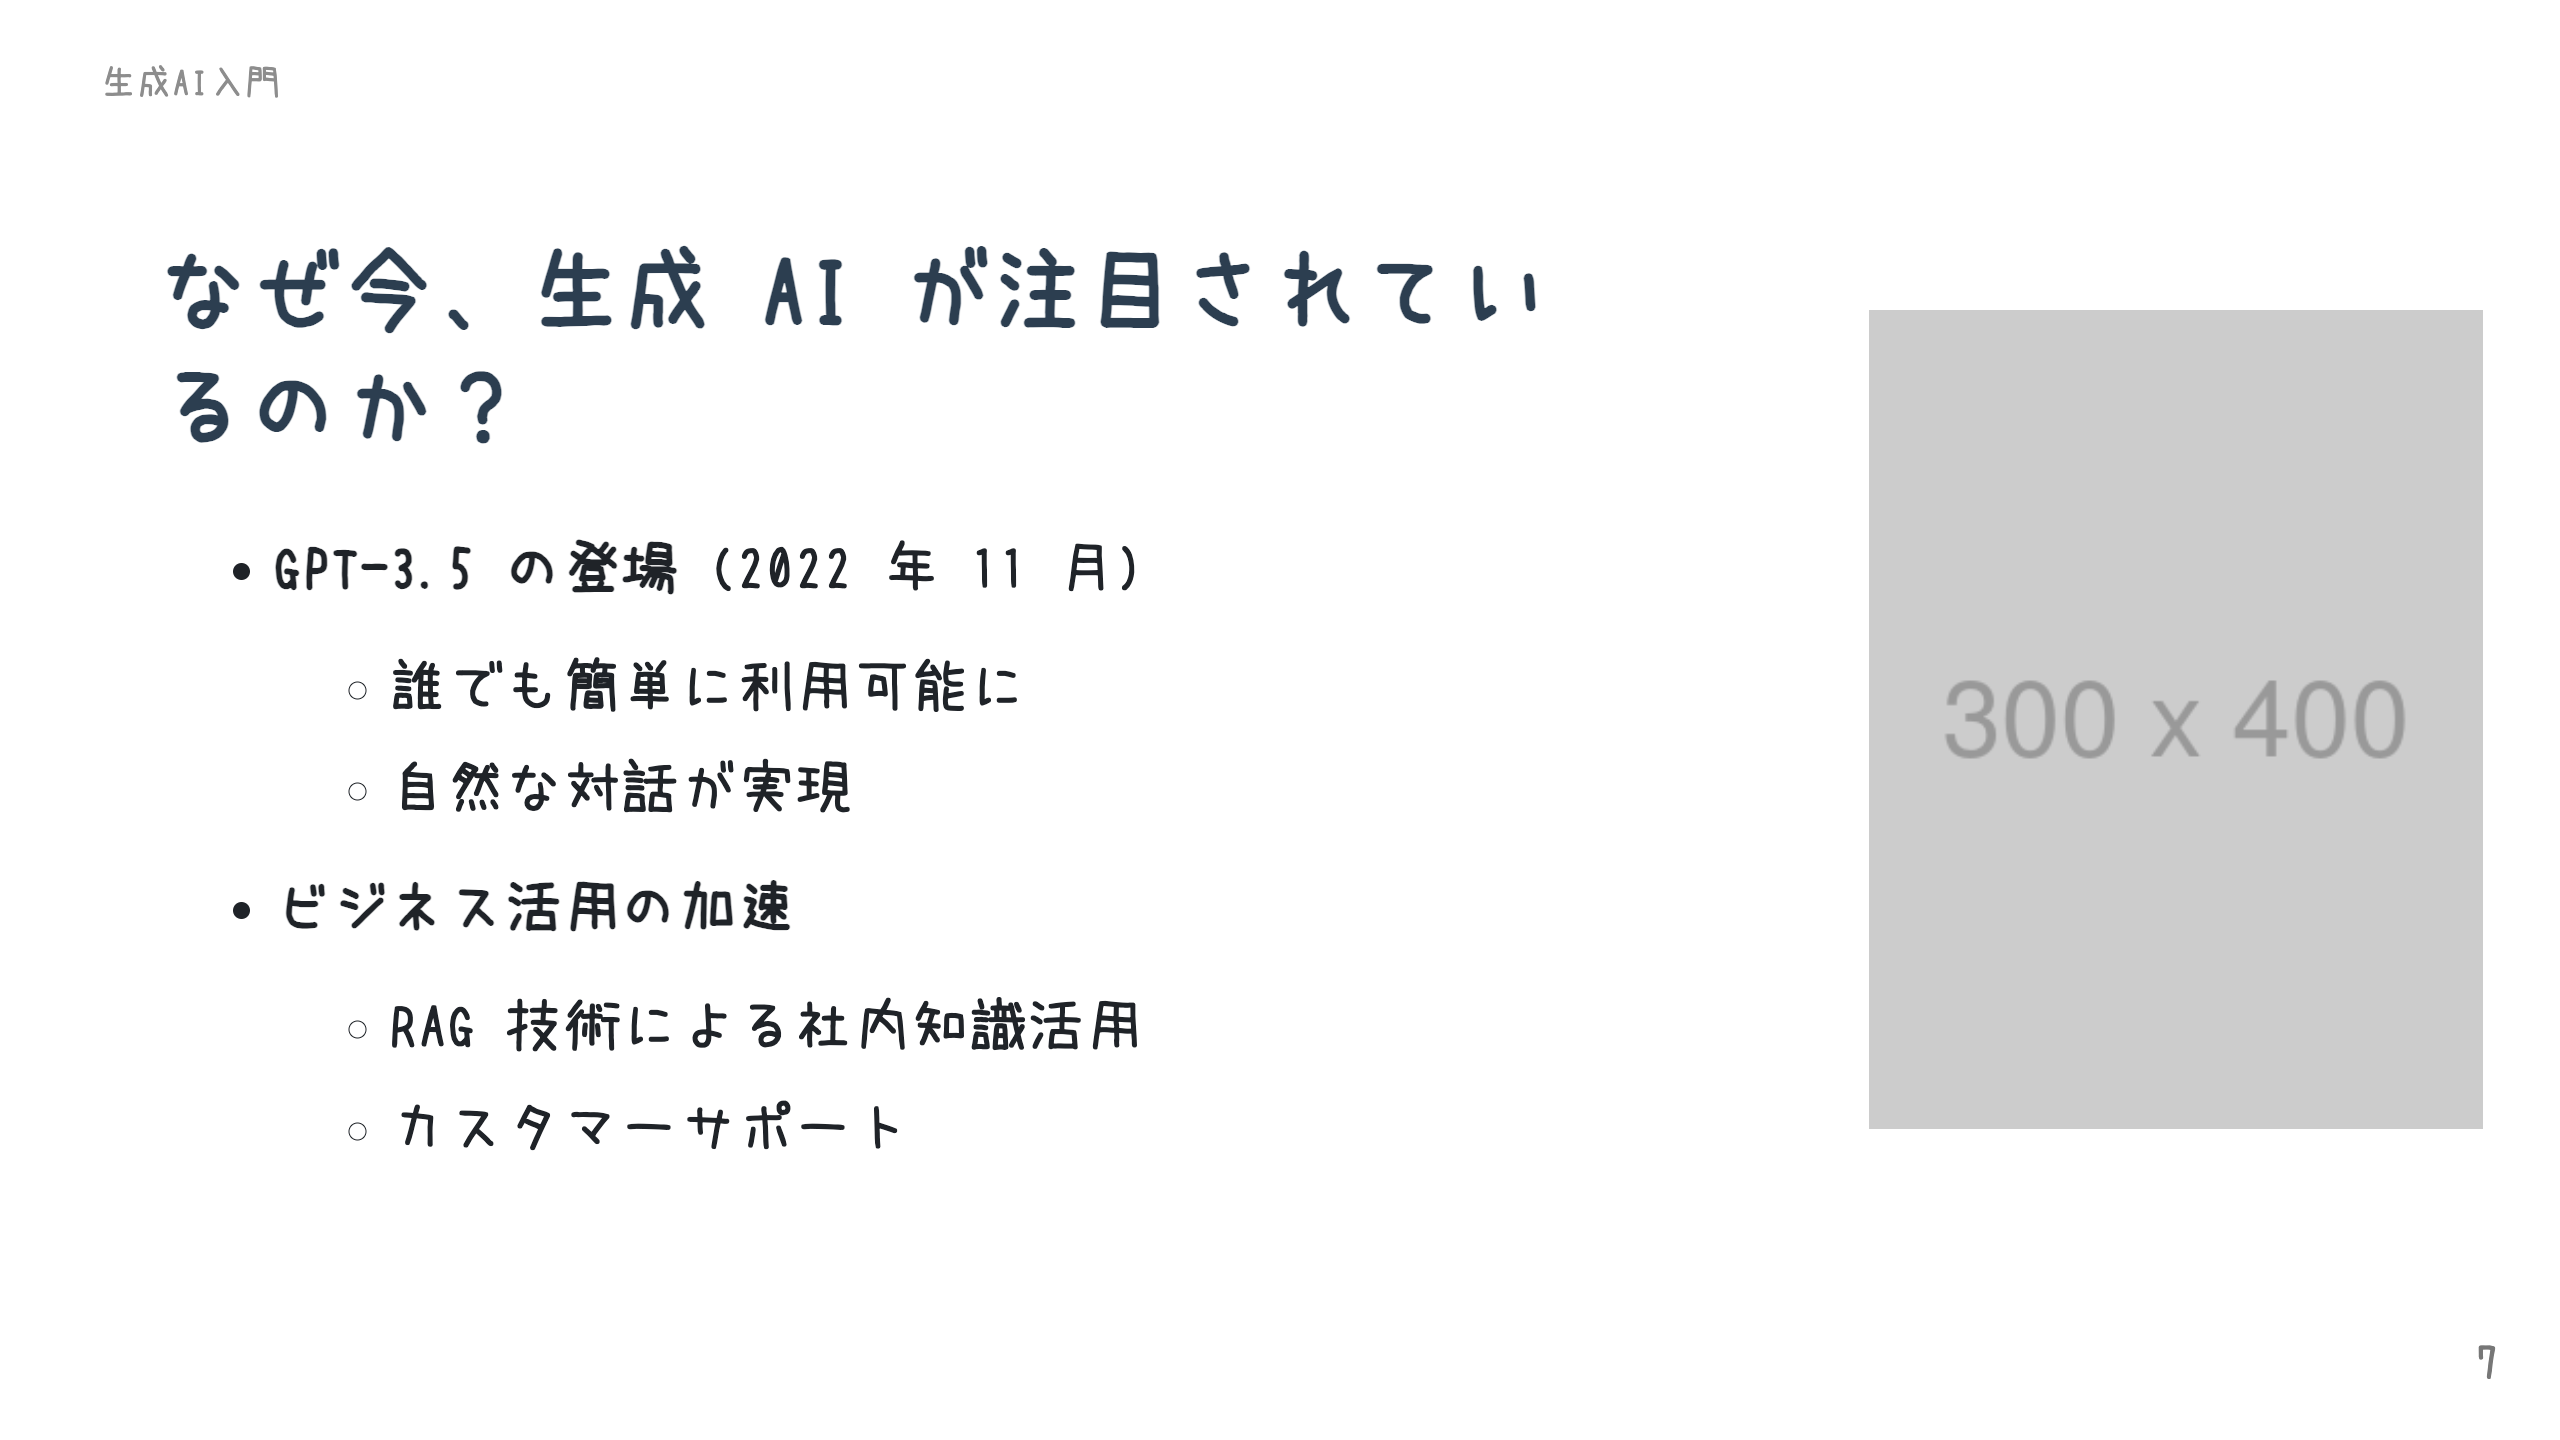 生成AI入門
なぜ今、生成 AI が注目されてい
るのか？
• GPT-3.5 の登場 (2022 年 11 月)
○ 誰でも簡単に利用可能に
○ 自然な対話が実現
• ビジネス活用の加速
○ RAG 技術による社内知識活用
○ カスタマーサポート
300 x 400
7